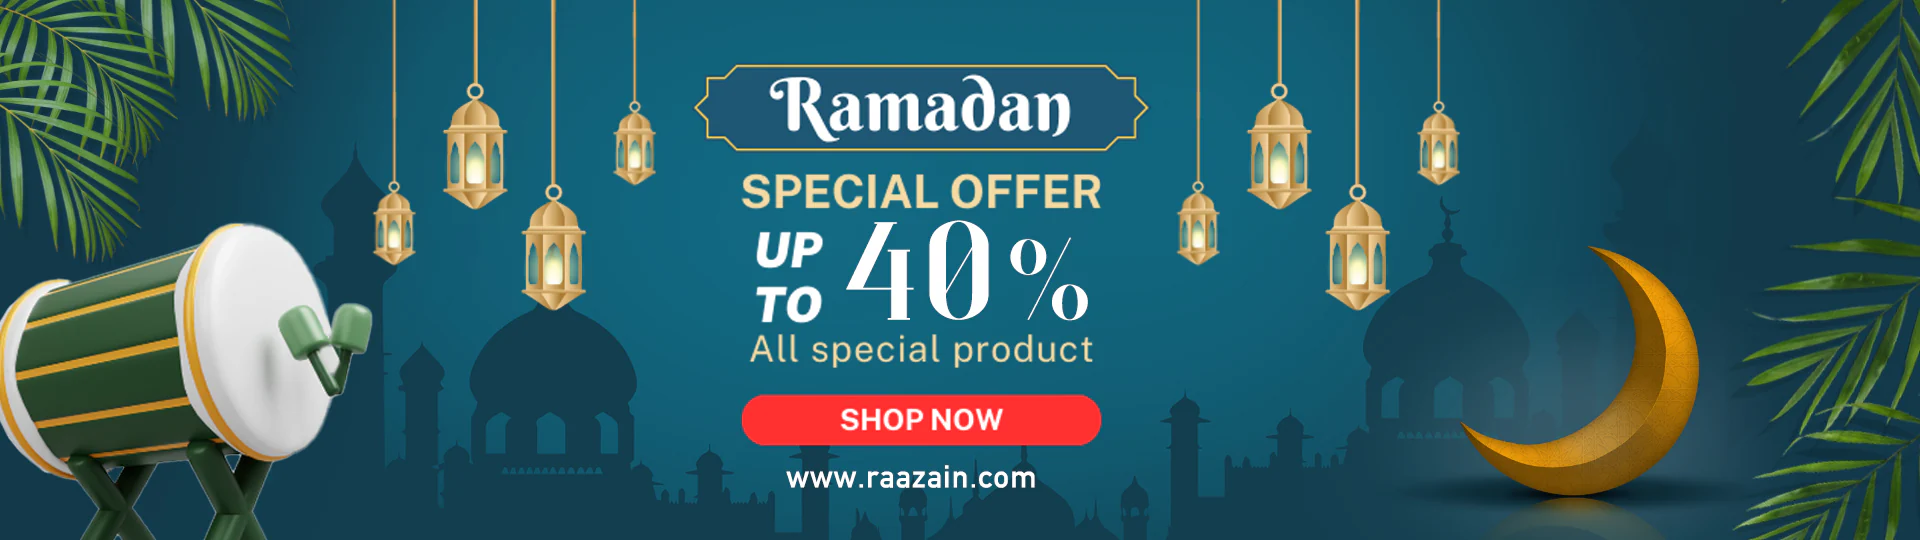 Ramadan
SPECIAL OFFER
UP TO 40%
All special product
SHOP NOW
www.raazain.com